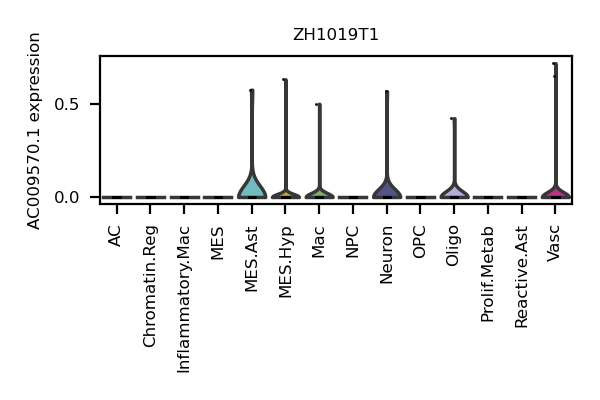 ZH1019T1
AC009570.1 expression
0.5
0.0
AC
Chromatin.Reg
Inflammatory.Mac
MES
MES.Ast
MES.Hyp
Mac
NPC
Neuron
OPC
Oligo
Prolif.Metab
Reactive.Ast
Vasc